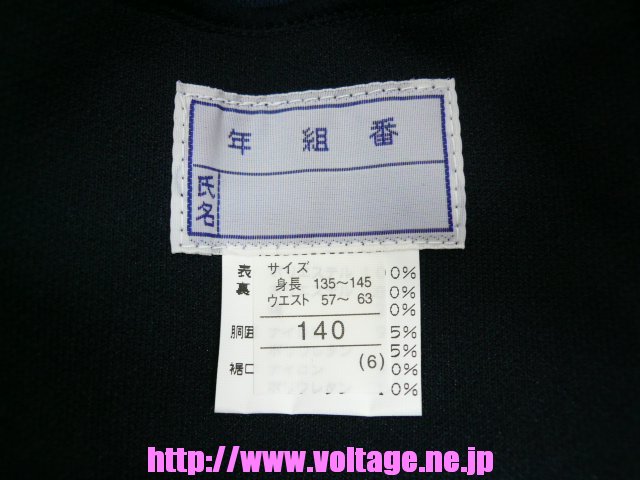 年 組 番
氏名
サイズ
身長 135〜145
ウエスト 57〜 63
140
(6)
表
裏
胴囲
裾口
0%
0%
0%
5%
5%
0%
0%
http://www.voltage.ne.jp